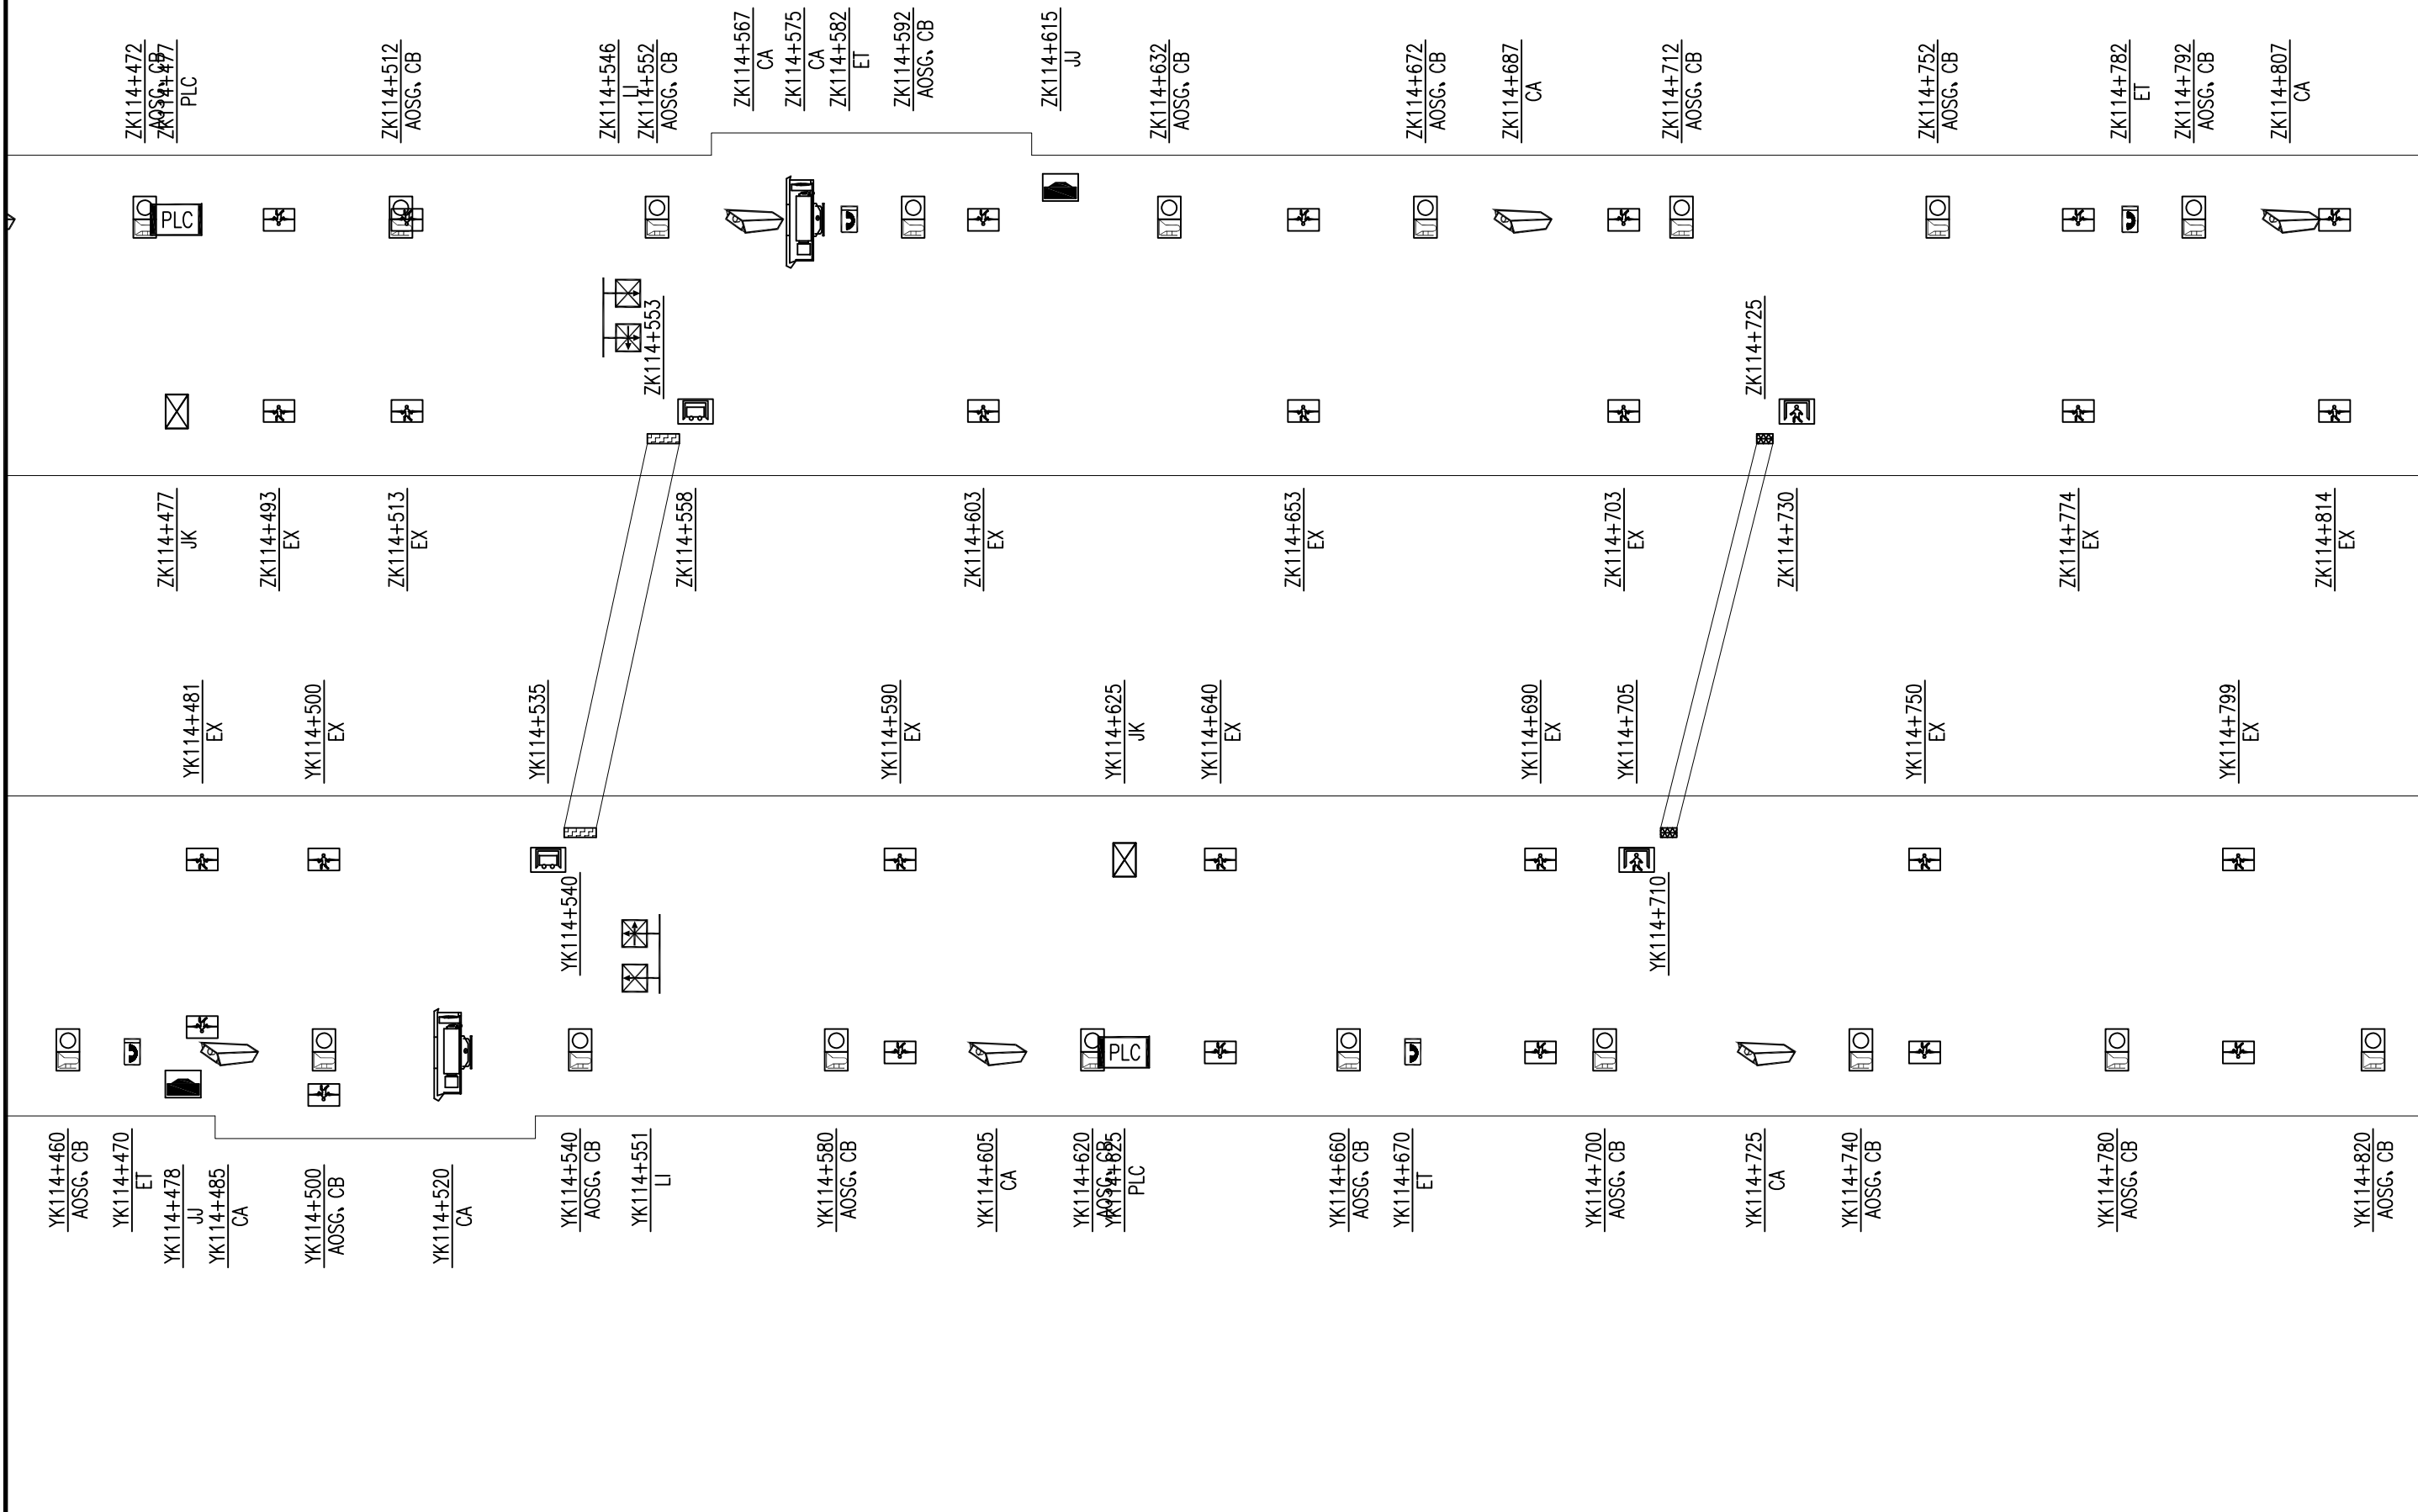 ZK114+472
AOSG、CB
ZK114+477
PLC
ZK114+512
AOSG、CB
ZK114+546
LI
ZK114+552
AOSG、CB
ZK114+567
CA
ZK114+575
CA
ZK114+582
ET
ZK114+592
AOSG、CB
ZK114+615
JJ
ZK114+632
AOSG、CB
ZK114+672
AOSG、CB
ZK114+687
CA
ZK114+712
AOSG、CB
ZK114+752
AOSG、CB
ZK114+782
ET
ZK114+792
AOSG、CB
ZK114+807
CA
PLC
ZK114+553
ZK114+725
ZK114+477
JK
ZK114+493
EX
ZK114+513
EX
ZK114+558
ZK114+603
EX
ZK114+653
EX
ZK114+703
EX
ZK114+730
ZK114+774
EX
ZK114+814
EX
YK114+481
EX
YK114+500
EX
YK114+535
YK114+590
EX
YK114+625
JK
YK114+640
EX
YK114+690
EX
YK114+705
YK114+750
EX
YK114+799
EX
YK114+540
YK114+710
PLC
YK114+460
AOSG、CB
YK114+470
ET
YK114+478
JJ
YK114+485
CA
YK114+500
AOSG、CB
YK114+520
CA
YK114+540
AOSG、CB
YK114+551
LI
YK114+580
AOSG、CB
YK114+605
CA
YK114+620
AOSG、CB
YK114+625
PLC
YK114+660
AOSG、CB
YK114+670
ET
YK114+700
AOSG、CB
YK114+725
CA
YK114+740
AOSG、CB
YK114+780
AOSG、CB
YK114+820
AOSG、CB